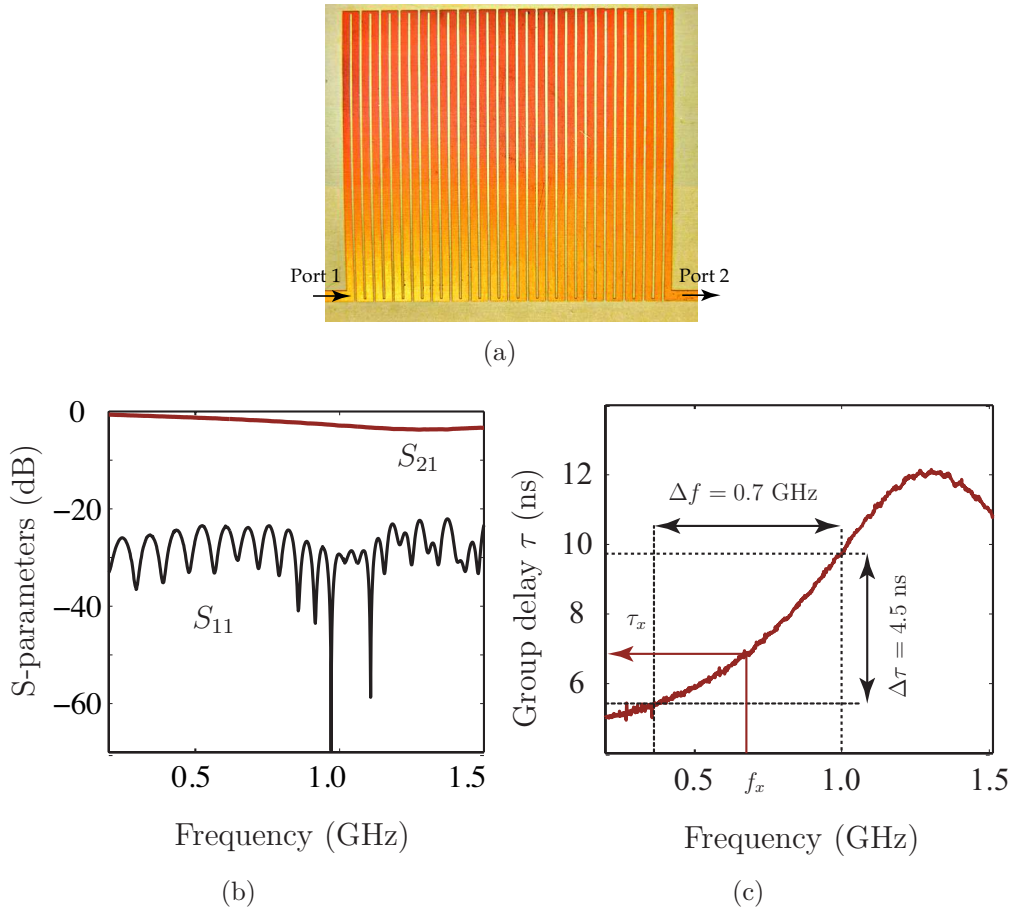 Port 1
Port 2
(a)
0
−20
−40
−60
S-parameters (dB)
S₂₁
S₁₁
0.5
1.0
1.5
Frequency (GHz)
(b)
12
10
8
6
Group delay τ (ns)
Δf = 0.7 GHz
Δτ = 4.5 ns
τₓ
0.5
fₓ
1.0
1.5
Frequency (GHz)
(c)